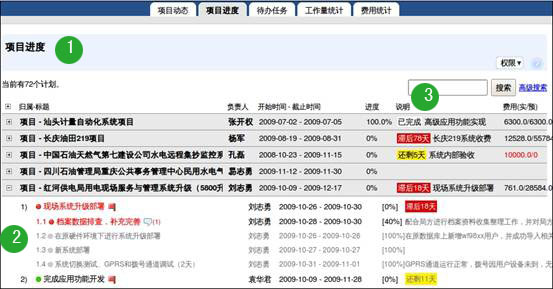 项目动态 项目进度 待办任务 工作量统计 费用统计
项目进度 1
权限▾
当前有72个计划。 搜索 高级搜索
3
归属-标题 负责人 开始时间 - 截止时间 进度 说明 费用(实/预)
项目 - 汕头计量自动化系统项目 张开权 2009-07-02 - 2009-07-05 100.0% 已完成 高级应用功能实现 6300.0/6300.0
项目 - 长庆油田219项目 杨军 2009-08-19 - 2009-08-31 0% 滞后78天 长庆219系统收费 12528.0/55784
项目 - 中国石油天然气第七建设公司水电远程集抄监控系 孔磊 2008-10-23 - 2009-11-15 0% 还剩5天 系统内部验收 10000.0/0
项目 - 四川石油管理局重庆公共事务管理中心民用水电气 易志勇 2009-11-12 - 2009-11-30 0%
项目 - 红河供电局用电现场服务与管理系统升级（5800升 刘志勇 2009-10-09 - 2009-12-17 0% 滞后18天 现场系统升级部署 761.0/28584.0
1) 现场系统升级部署 刘志勇 2009-10-26 - 2009-10-30 [0%] 滞后18天
1.1 档案数据排查，补充完善 (1) 刘志勇 2009-10-26 - 2009-10-30 [40%] 配合局方进行档案资料收集整理工作，并对局方
2
1.2 在原硬件环境下进行系统升级部署 刘志勇 2009-10-26 - 2009-10-28 [100%] 在原数据库上新增wf98xx用户，并成功导入相关
1.3 新系统部署 刘志勇 2009-10-27 - 2009-10-27 [100%]
1.4 系统切换测试、GPRS和拨号通道调试（2天） 刘志勇 2009-10-31 - 2009-11-01 [100%] GPRS通道运行正常，拨号因用户设备未到，无
2) 完成应用功能开发 袁华君 2009-10-09 - 2009-11-28 [0%] 还剩11天